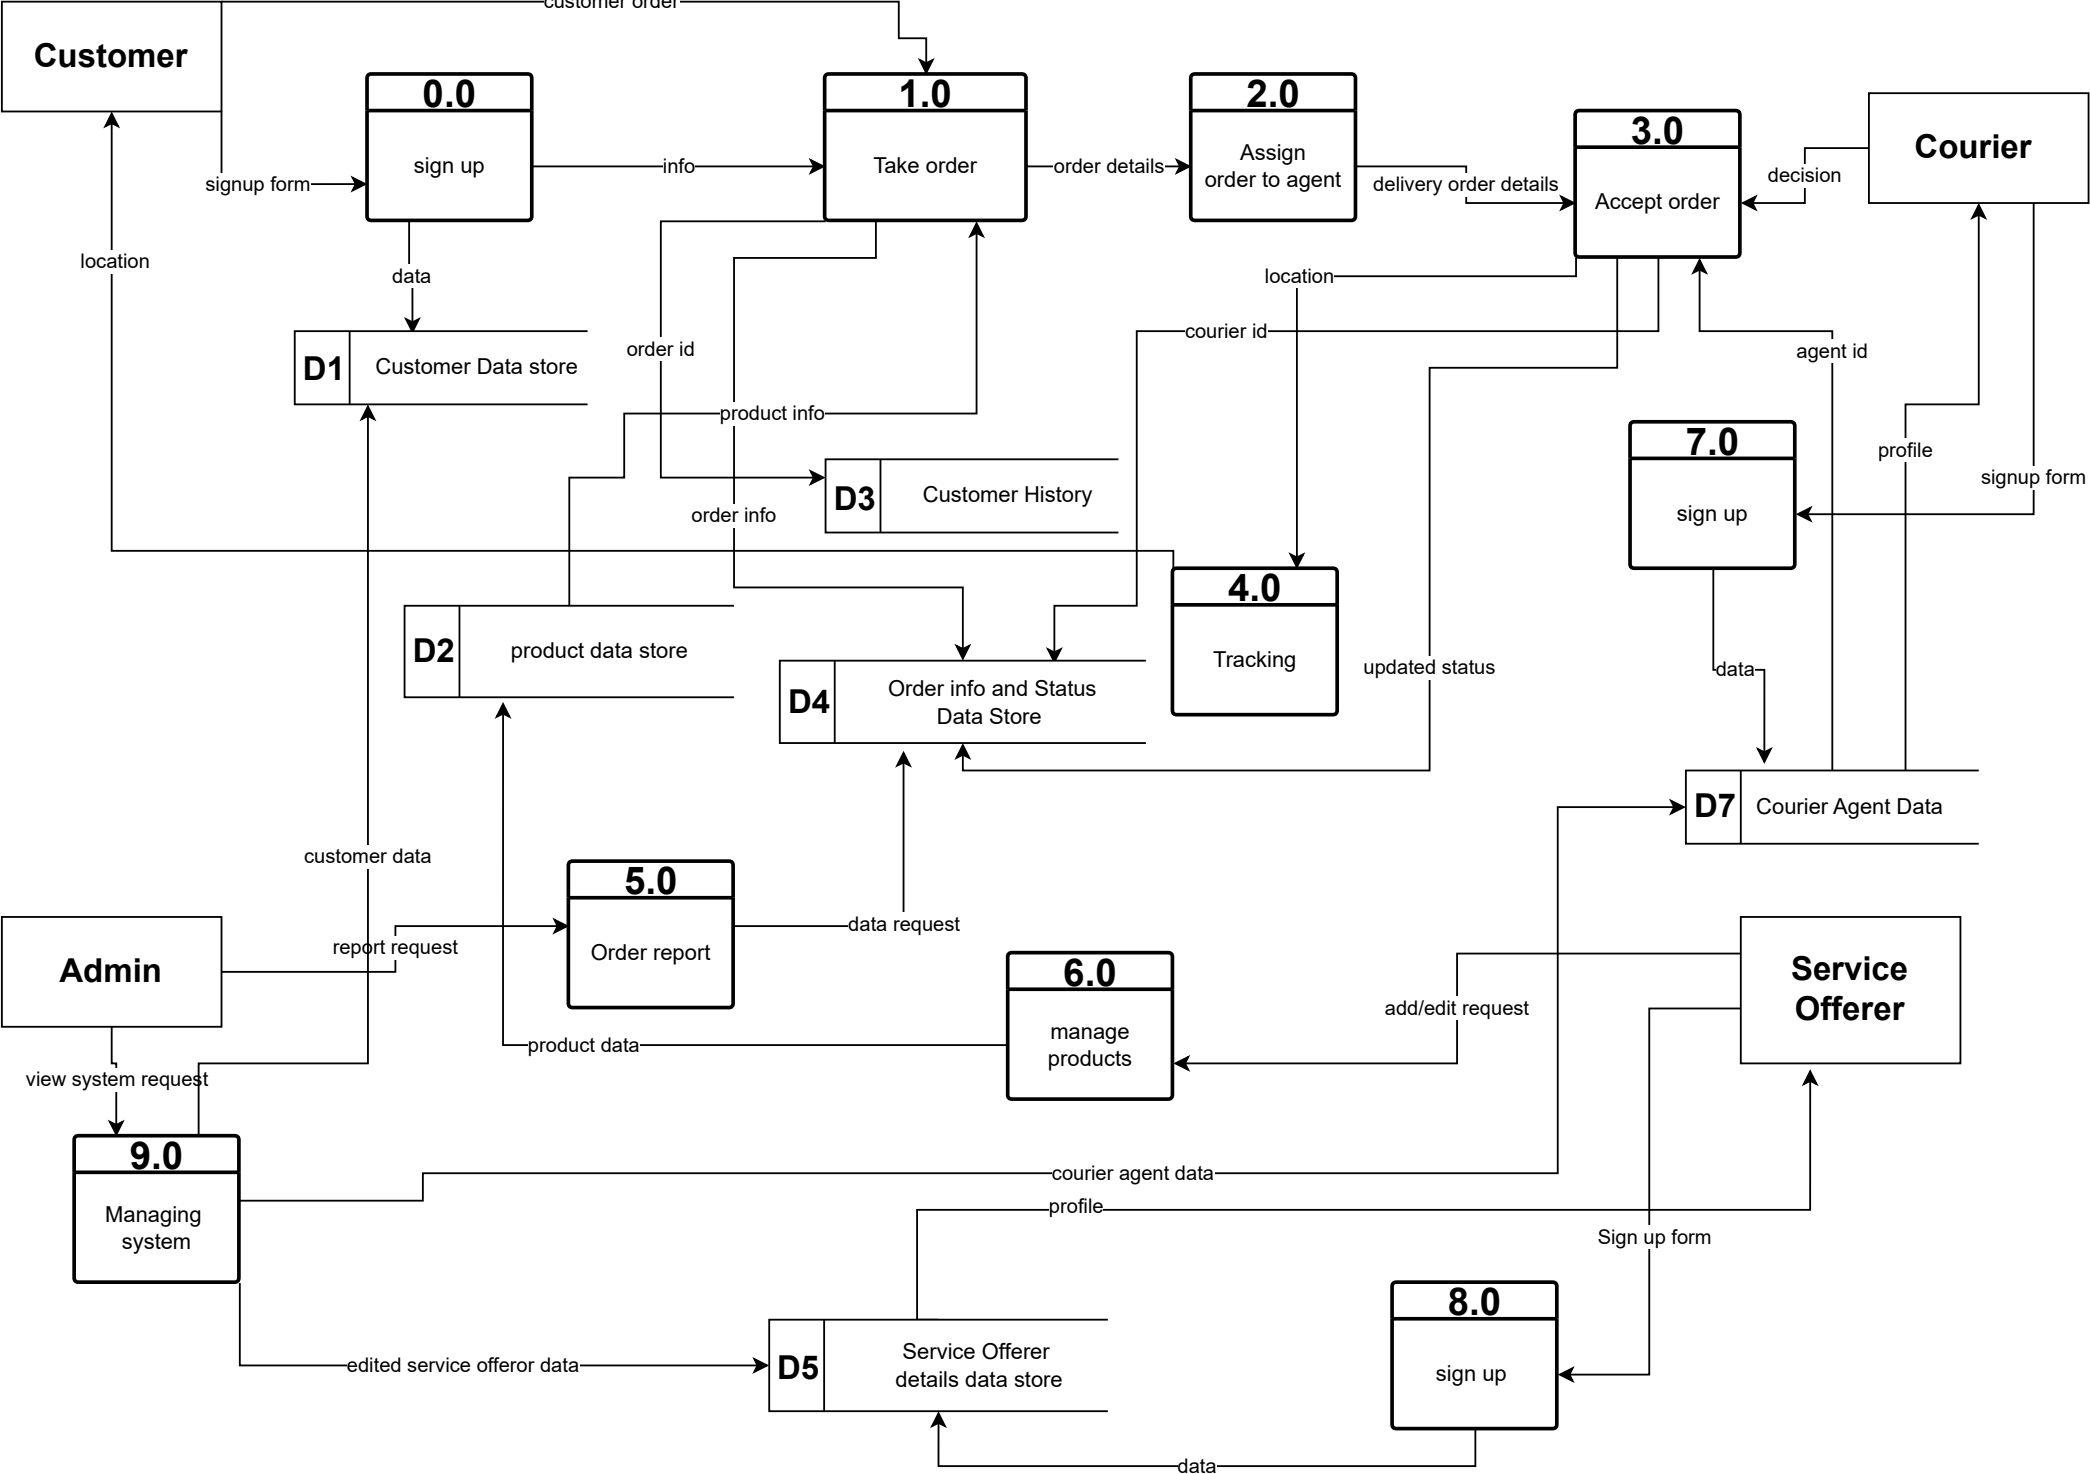 customer order
Customer
0.0
sign up
1.0
Take order
2.0
Assign
order to agent
3.0
Accept order
Courier
signup form
info
order details
delivery order details
decision
location
data
location
courier id
order id
agent id
D1
Customer Data store
product info
7.0
sign up
profile
signup form
D3
Customer History
order info
4.0
Tracking
D2
product data store
updated status
data
D4
Order info and Status
Data Store
D7
Courier Agent Data
customer data
5.0
Order report
data request
report request
Admin
6.0
manage
products
add/edit request
Service
Offerer
product data
view system request
9.0
Managing
system
courier agent data
profile
Sign up form
8.0
sign up
edited service offeror data
D5
Service Offerer
details data store
data